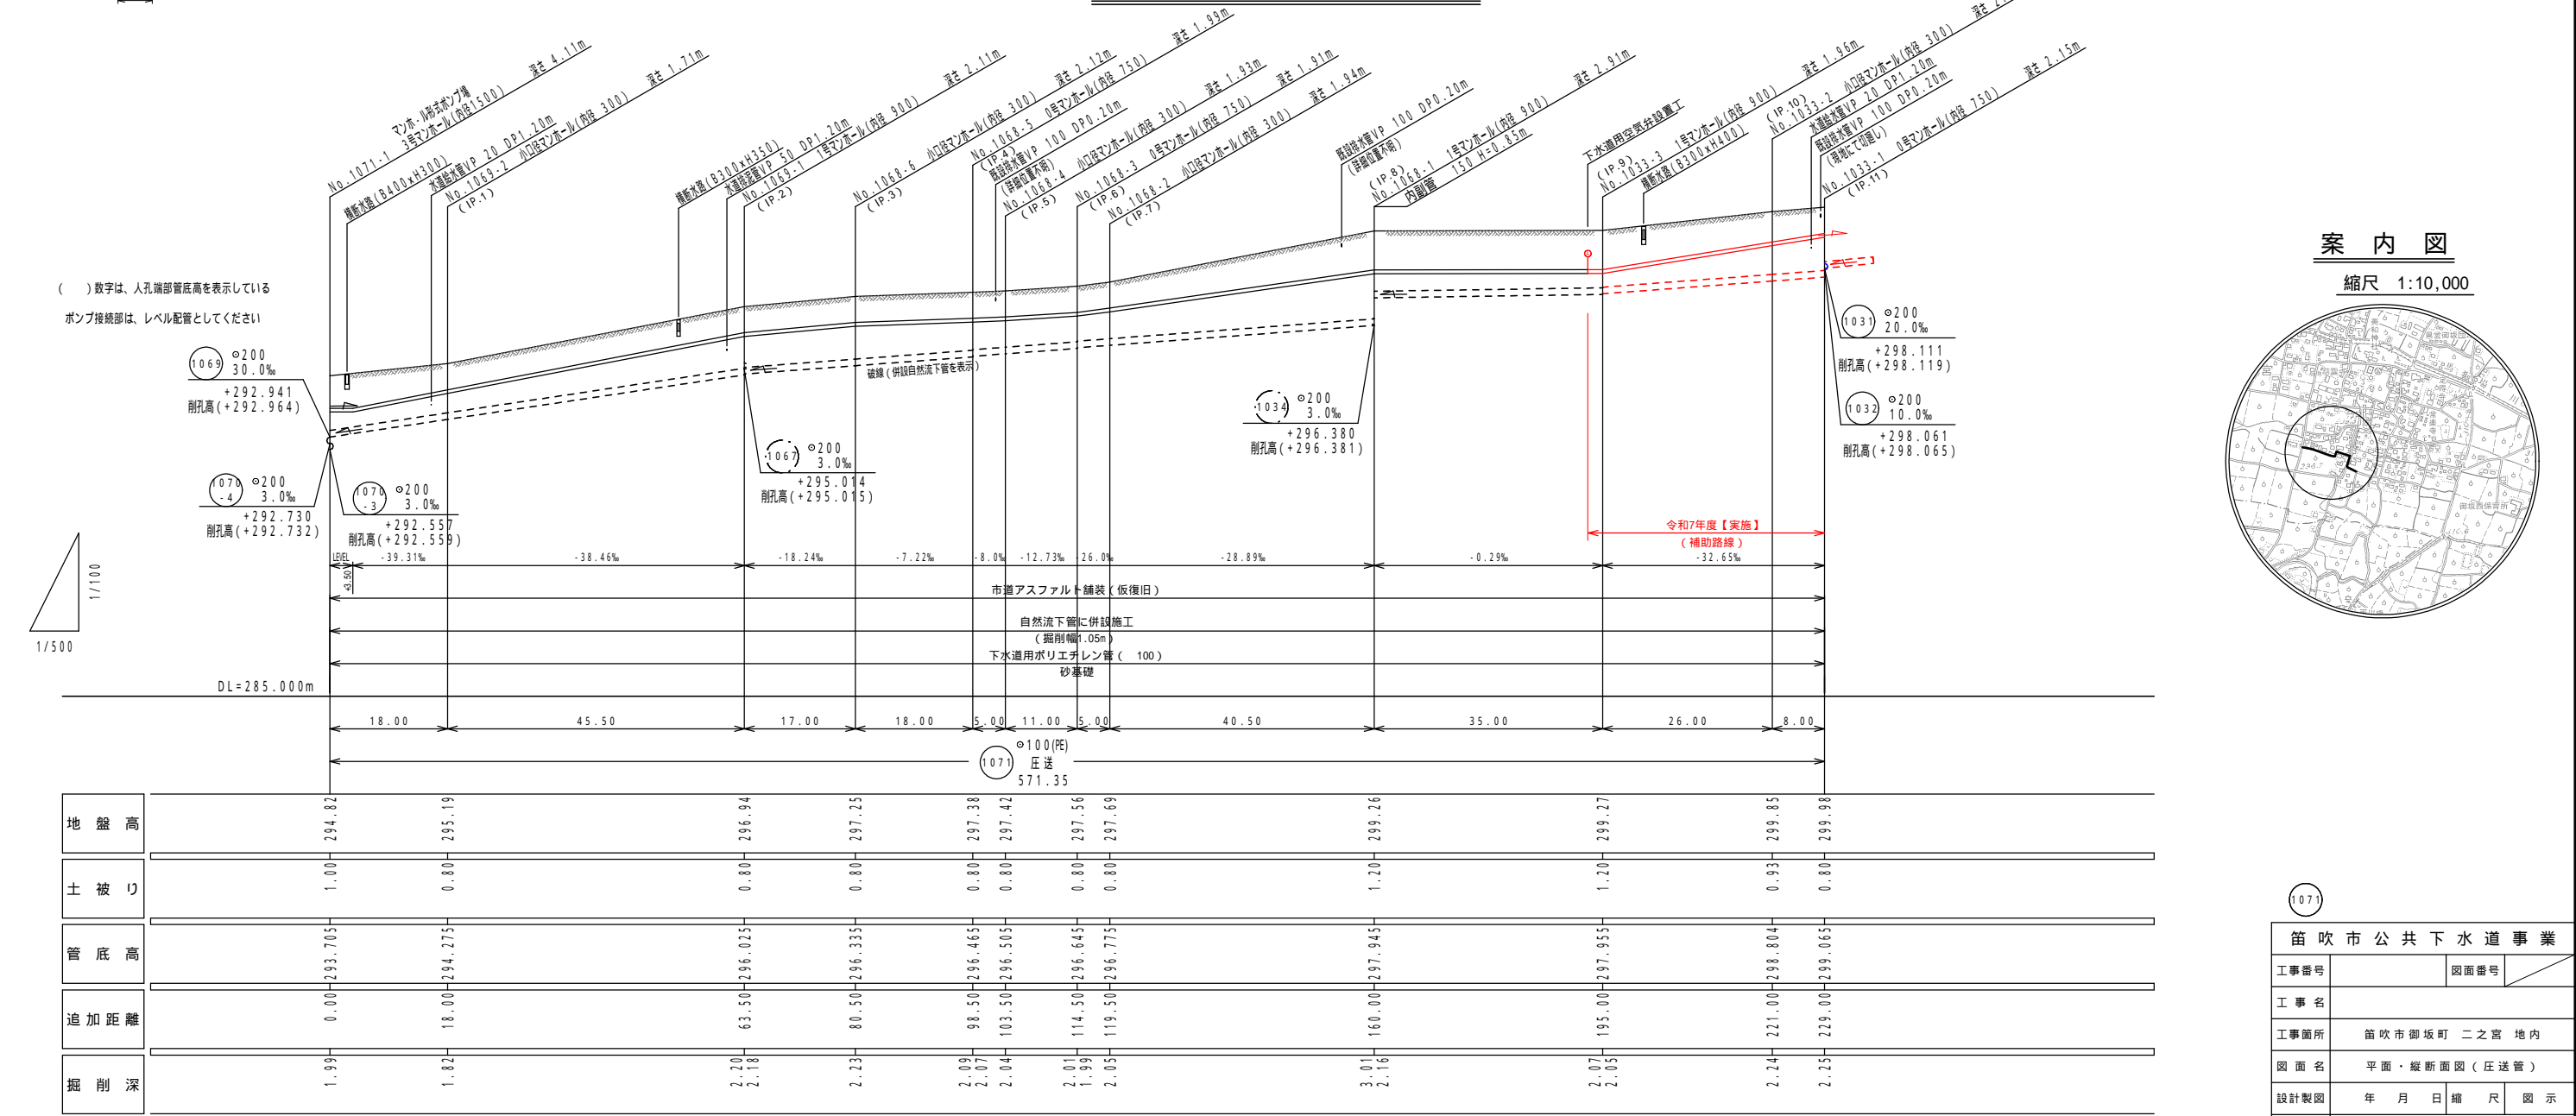 マンホール形式ポンプ場
No.1071-1　3号マンホール(内径1500)　深さ 4.11m
横断水路(B400xH300)
水道給水管VP 20 DP1.20m
No.1069-2　小口径マンホール(内径 300)　深さ 1.71m
(IP.1)
横断水路(B300xH350)
水道排配管VP 50 DP1.20m
No.1069-1　1号マンホール(内径 900)　深さ 2.11m
(IP.2)
No.1068-6　小口径マンホール(内径 300)　深さ 2.12m
(IP.3)
No.1068-5　0号マンホール(内径 750)　深さ 1.99m
(IP.4)
既設排水管VP 100 DP0.20m
(詳細位置不明)
No.1068-4　小口径マンホール(内径 300)　深さ 1.93m
(IP.5)
No.1068-3　0号マンホール(内径 750)　深さ 1.91m
(IP.6)
No.1068-2　小口径マンホール(内径 300)　深さ 1.94m
(IP.7)
既設排水管VP 100 DP0.20m
(詳細位置不明)
(IP.8)
No.1068-1　1号マンホール(内径 900)　深さ 2.91m
内副管　150 H=0.85m
下水道用空気弁設置工
(IP.9)
No.1033-3　1号マンホール(内径 900)　深さ 1.96m
横断水路(B300xH400)
(IP.10)
No.1033-2　小口径マンホール(内径 300)　深さ 2.
水道給水管VP 20 DP1.20m
既設排水管VP 100 DP0.20m
(現地にて切廻し)
No.1033-1　0号マンホール(内径 750)　深さ 2.15m
(IP.11)
(　)数字は、人孔端部管底高を表示している
ポンプ接続部は、レベル配管としてください
1069 200
30.0‰
+292.941
削孔高(+292.964)
1070-4 200
3.0‰
+292.730
削孔高(+292.732)
1070-3 200
3.0‰
+292.557
削孔高(+292.559)
1067 200
3.0‰
+295.014
削孔高(+295.015)
破線(併設自然流下管を表示)
1034 200
3.0‰
+296.380
削孔高(+296.381)
1031 200
20.0‰
+298.111
削孔高(+298.119)
1032 200
10.0‰
+298.061
削孔高(+298.065)
令和7年度【実施】
(補助路線)
LEVEL -39.31‰ -38.46‰ -18.24‰ -7.22‰ -8.0‰ -12.73‰ -26.0‰ -28.89‰ -0.29‰ -32.65‰
+3.50
市道アスファルト舗装(仮復旧)
自然流下管に併設施工
(掘削幅1.05m)
下水道用ポリエチレン管(　100)
砂基礎
1/100
1/500
DL=285.000m
18.00 45.50 17.00 18.00 5.00 11.00 5.00 40.50 35.00 26.00 8.00
1071 100(PE)
圧送
571.35
地盤高 294.82 295.19 296.94 297.25 297.38 297.42 297.56 297.69 299.26 299.27 299.85 299.98
土被り 1.00 0.80 0.80 0.80 0.80 0.80 0.80 0.80 1.20 1.20 0.93 0.80
管底高 293.705 294.275 296.025 296.335 296.465 296.505 296.645 296.775 297.945 297.955 298.804 299.065
追加距離 0.00 18.00 63.50 80.50 98.50 103.50 114.50 119.50 160.00 195.00 221.00 229.00
掘削深 1.99 1.82 2.20 2.18 2.23 2.09 2.07 2.04 2.01 1.99 2.05 3.01 2.16 2.07 2.05 2.24 2.25
案内図
縮尺　1:10,000
1071
笛吹市公共下水道事業
工事番号 図面番号
工事名
工事箇所 笛吹市御坂町　二之宮　地内
図面名 平面・縦断面図(圧送管)
設計製図 年　月　日 縮　尺 図　示